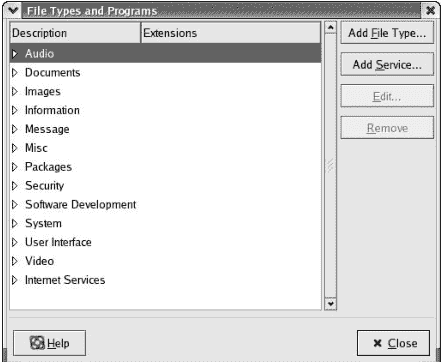 File Types and Programs
Description Extensions
Audio
Documents
Images
Information
Message
Misc
Packages
Security
Software Development
System
User Interface
Video
Internet Services
Add File Type...
Add Service...
Edit...
Remove
Help
Close